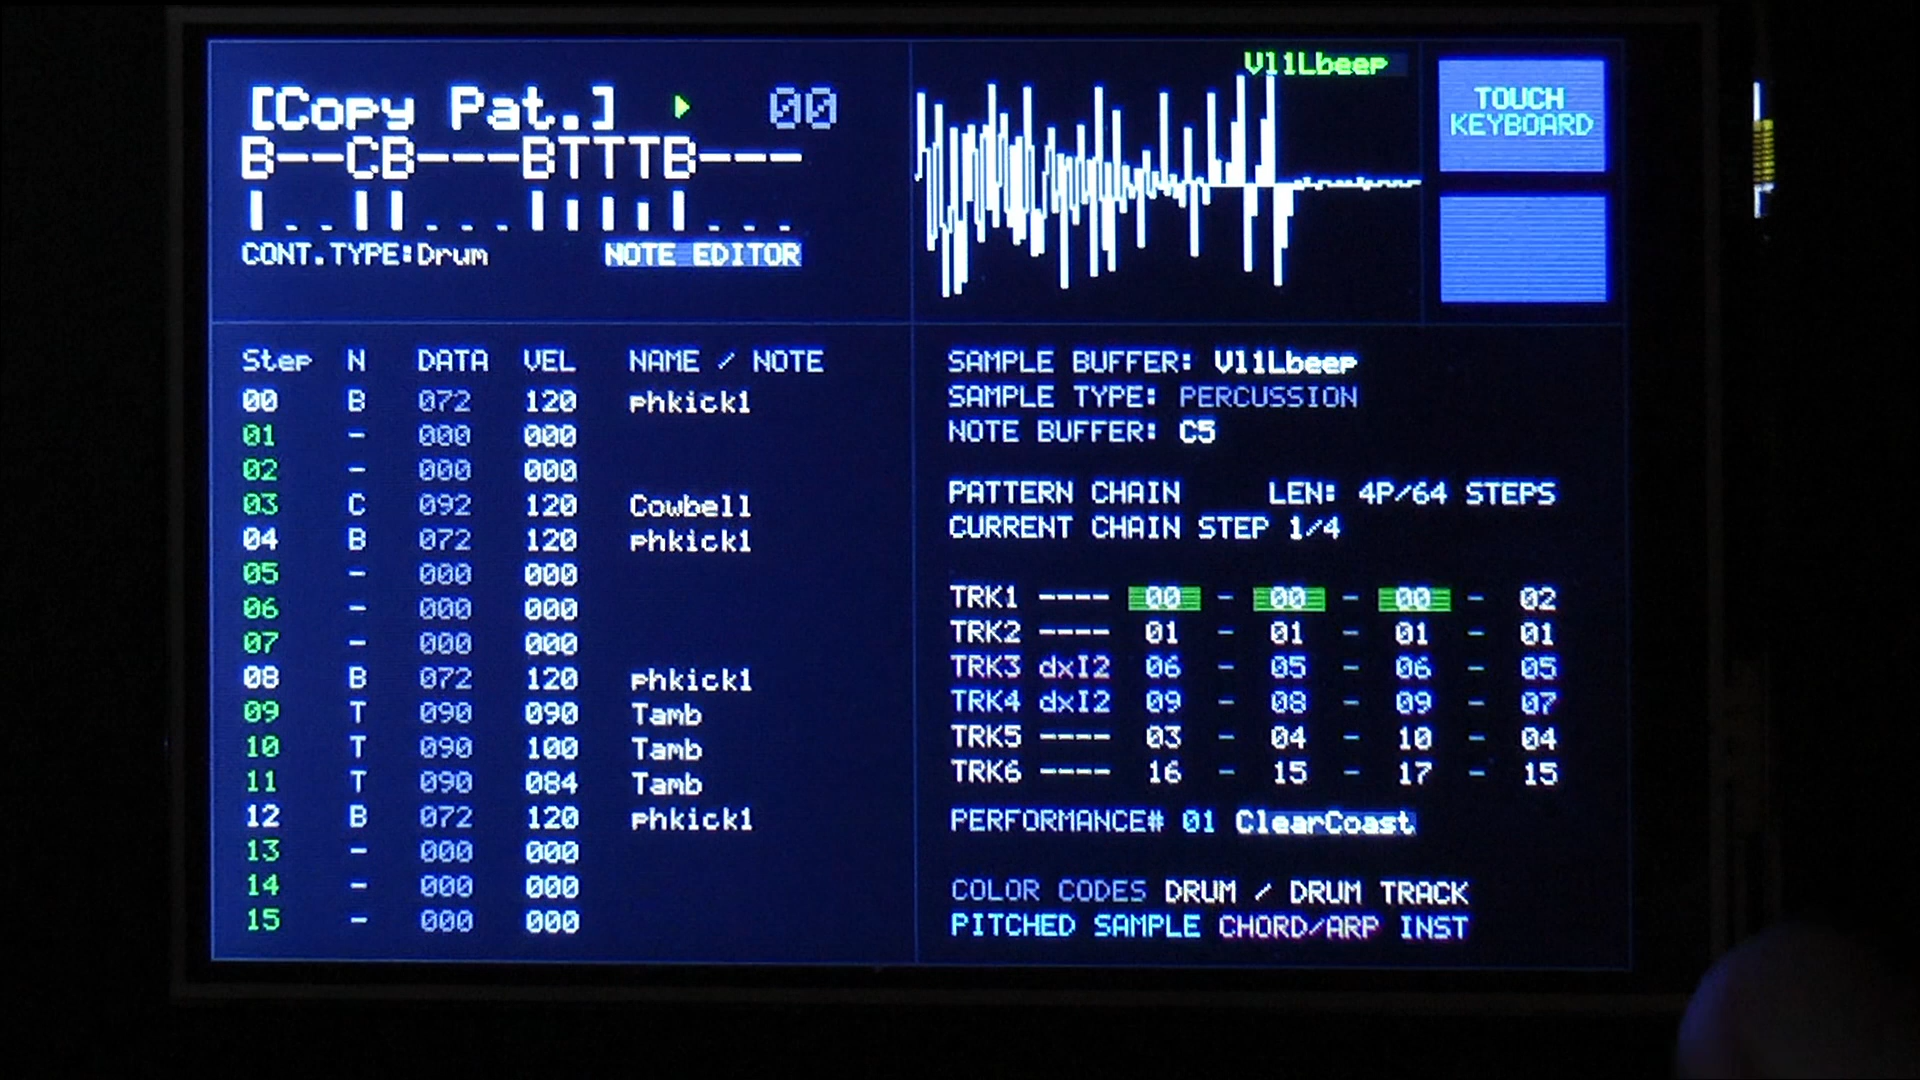 [Copy Pat.] 00
B--CB---BTTTB---
CONT.TYPE:Drum NOTE EDITOR
Vl1Lbeep
TOUCH
KEYBOARD
Step N DATA VEL NAME / NOTE
00 B 072 120 phkick1
01 - 000 000
02 - 000 000
03 C 092 120 Cowbell
04 B 072 120 phkick1
05 - 000 000
06 - 000 000
07 - 000 000
08 B 072 120 phkick1
09 T 090 090 Tamb
10 T 090 100 Tamb
11 T 090 084 Tamb
12 B 072 120 phkick1
13 - 000 000
14 - 000 000
15 - 000 000
SAMPLE BUFFER: Vl1Lbeep
SAMPLE TYPE: PERCUSSION
NOTE BUFFER: C5
PATTERN CHAIN LEN: 4P/64 STEPS
CURRENT CHAIN STEP 1/4
TRK1 ---- 00 - 00 - 00 - 02
TRK2 ---- 01 - 01 - 01 - 01
TRK3 dxI2 06 - 05 - 06 - 05
TRK4 dxI2 09 - 08 - 09 - 07
TRK5 ---- 03 - 04 - 10 - 04
TRK6 ---- 16 - 15 - 17 - 15
PERFORMANCE# 01 ClearCoast
COLOR CODES DRUM / DRUM TRACK
PITCHED SAMPLE CHORD/ARP INST